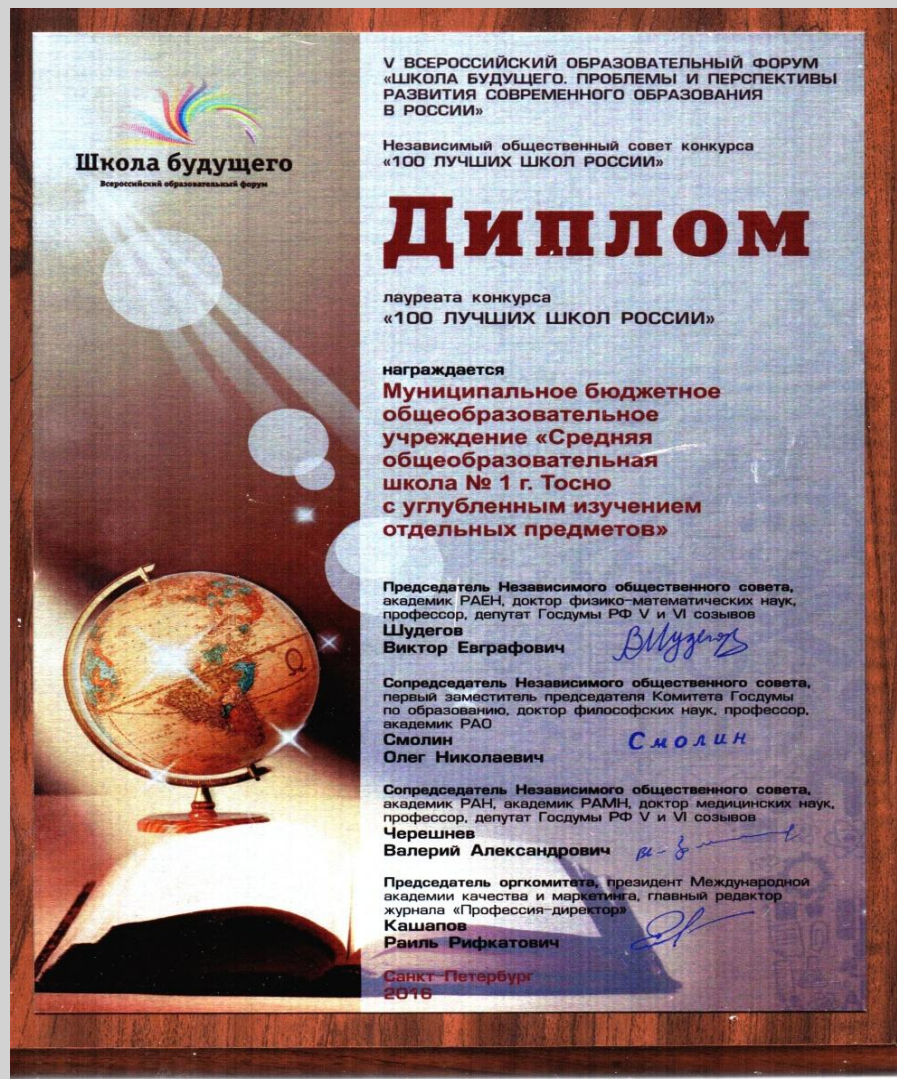 Школа будущего
Всероссийский образовательный форум
V ВСЕРОССИЙСКИЙ ОБРАЗОВАТЕЛЬНЫЙ ФОРУМ
«ШКОЛА БУДУЩЕГО. ПРОБЛЕМЫ И ПЕРСПЕКТИВЫ
РАЗВИТИЯ СОВРЕМЕННОГО ОБРАЗОВАНИЯ
В РОССИИ»
Независимый общественный совет конкурса
«100 ЛУЧШИХ ШКОЛ РОССИИ»
Диплом
лауреата конкурса
«100 ЛУЧШИХ ШКОЛ РОССИИ»
награждается
Муниципальное бюджетное
общеобразовательное
учреждение «Средняя
общеобразовательная
школа № 1 г. Тосно
с углубленным изучением
отдельных предметов»
Председатель Независимого общественного совета,
академик РАЕН, доктор физико-математических наук,
профессор, депутат Госдумы РФ V и VI созывов
Шудегов
Виктор Евграфович
ВШудегов
Сопредседатель Независимого общественного совета,
первый заместитель председателя Комитета Госдумы
по образованию, доктор философских наук, профессор,
академик РАО
Смолин
Олег Николаевич
Смолин
Сопредседатель Независимого общественного совета,
академик РАН, академик РАМН, доктор медицинских наук,
профессор, депутат Госдумы РФ V и VI созывов
Черешнев
Валерий Александрович
Председатель оргкомитета, президент Международной
академии качества и маркетинга, главный редактор
журнала «Профессия-директор»
Кашапов
Раиль Рифкатович
Санкт-Петербург
2016